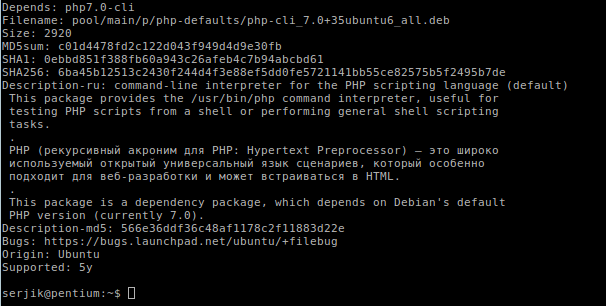 Depends: php7.0-cli
Filename: pool/main/p/php-defaults/php-cli_7.0+35ubuntu6_all.deb
Size: 2920
MD5sum: c01d4478fd2c122d043f949d4d9e30fb
SHA1: 0ebbd851f388fb60a943c26afeb4c7b94abcbd61
SHA256: 6ba45b12513c2430f244d4f3e88ef5dd0fe5721141bb55ce82575b5f2495b7de
Description-ru: command-line interpreter for the PHP scripting language (default)
 This package provides the /usr/bin/php command interpreter, useful for
 testing PHP scripts from a shell or performing general shell scripting
 tasks.
 .
 PHP (рекурсивный акроним для PHP: Hypertext Preprocessor) — это широко
 используемый открытый универсальный язык сценариев, который особенно
 подходит для веб-разработки и может встраиваться в HTML.
 .
 This package is a dependency package, which depends on Debian's default
 PHP version (currently 7.0).
Description-md5: 566e36ddf36c48af1178c2f11883d22e
Bugs: https://bugs.launchpad.net/ubuntu/+filebug
Origin: Ubuntu
Supported: 5y
serjik@pentium:~$